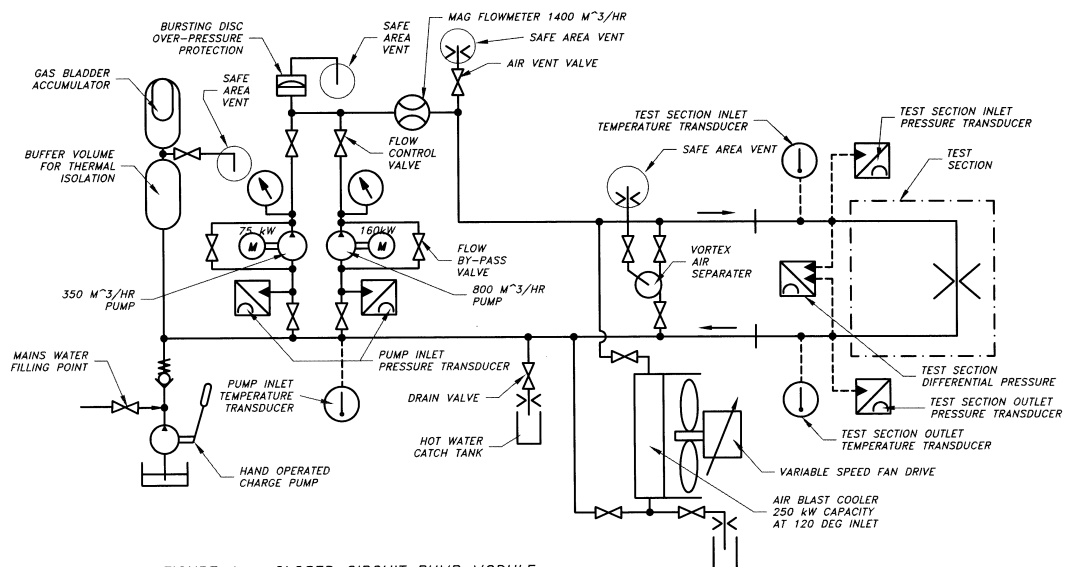 MAG FLOWMETER 1400 M^3/HR
BURSTING DISC
OVER-PRESSURE
PROTECTION
SAFE
AREA
VENT
SAFE AREA VENT
AIR VENT VALVE
GAS BLADDER
ACCUMULATOR
SAFE
AREA
VENT
BUFFER VOLUME
FOR THERMAL
ISOLATION
FLOW
CONTROL
VALVE
TEST SECTION INLET
TEMPERATURE TRANSDUCER
TEST SECTION INLET
PRESSURE TRANSDUCER
SAFE AREA VENT
TEST
SECTION
75 kW
160kW
M
M
FLOW
BY-PASS
VALVE
VORTEX
AIR
SEPARATER
350 M^3/HR
PUMP
800 M^3/HR
PUMP
MAINS WATER
FILLING POINT
PUMP INLET
PRESSURE TRANSDUCER
PUMP INLET
TEMPERATURE
TRANSDUCER
DRAIN VALVE
TEST SECTION
DIFFERENTIAL PRESSURE
TEST SECTION OUTLET
PRESSURE TRANSDUCER
TEST SECTION OUTLET
TEMPERATURE TRANSDUCER
HOT WATER
CATCH TANK
HAND OPERATED
CHARGE PUMP
VARIABLE SPEED FAN DRIVE
AIR BLAST COOLER
250 kW CAPACITY
AT 120 DEG INLET
CLOSED CIRCUIT PUMP MODULE